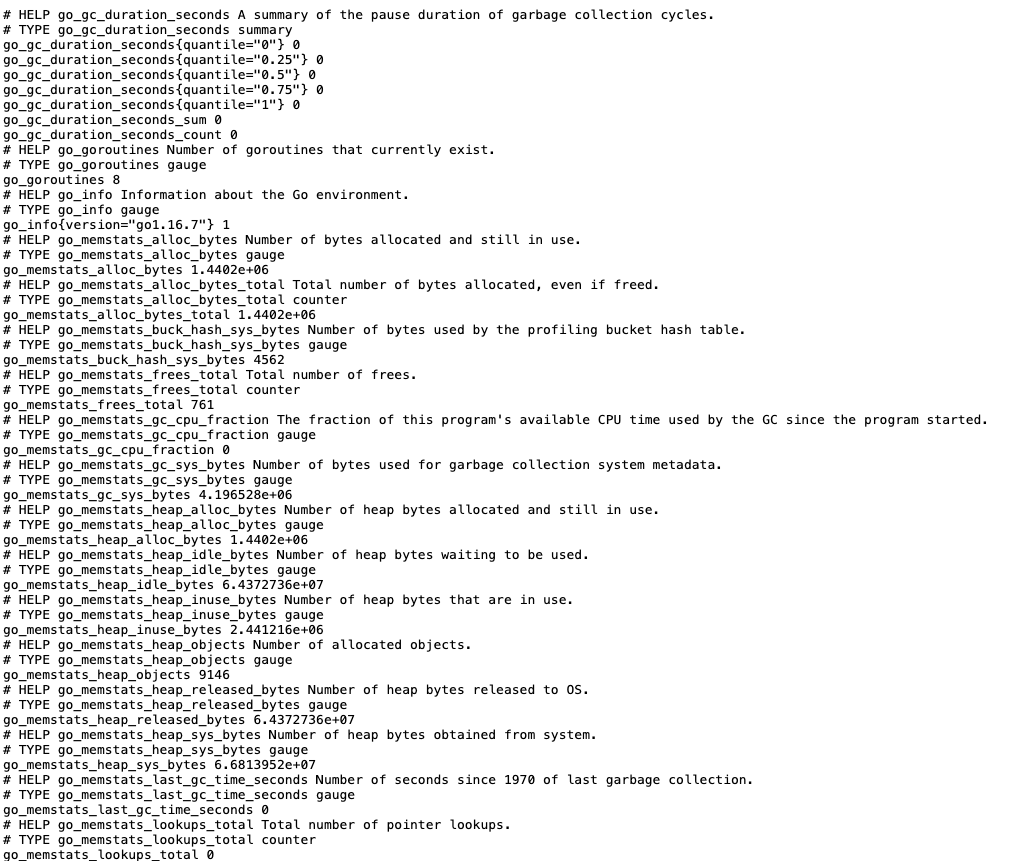 # HELP go_gc_duration_seconds A summary of the pause duration of garbage collection cycles.
# TYPE go_gc_duration_seconds summary
go_gc_duration_seconds{quantile="0"} 0
go_gc_duration_seconds{quantile="0.25"} 0
go_gc_duration_seconds{quantile="0.5"} 0
go_gc_duration_seconds{quantile="0.75"} 0
go_gc_duration_seconds{quantile="1"} 0
go_gc_duration_seconds_sum 0
go_gc_duration_seconds_count 0
# HELP go_goroutines Number of goroutines that currently exist.
# TYPE go_goroutines gauge
go_goroutines 8
# HELP go_info Information about the Go environment.
# TYPE go_info gauge
go_info{version="go1.16.7"} 1
# HELP go_memstats_alloc_bytes Number of bytes allocated and still in use.
# TYPE go_memstats_alloc_bytes gauge
go_memstats_alloc_bytes 1.4402e+06
# HELP go_memstats_alloc_bytes_total Total number of bytes allocated, even if freed.
# TYPE go_memstats_alloc_bytes_total counter
go_memstats_alloc_bytes_total 1.4402e+06
# HELP go_memstats_buck_hash_sys_bytes Number of bytes used by the profiling bucket hash table.
# TYPE go_memstats_buck_hash_sys_bytes gauge
go_memstats_buck_hash_sys_bytes 4562
# HELP go_memstats_frees_total Total number of frees.
# TYPE go_memstats_frees_total counter
go_memstats_frees_total 761
# HELP go_memstats_gc_cpu_fraction The fraction of this program's available CPU time used by the GC since the program started.
# TYPE go_memstats_gc_cpu_fraction gauge
go_memstats_gc_cpu_fraction 0
# HELP go_memstats_gc_sys_bytes Number of bytes used for garbage collection system metadata.
# TYPE go_memstats_gc_sys_bytes gauge
go_memstats_gc_sys_bytes 4.196528e+06
# HELP go_memstats_heap_alloc_bytes Number of heap bytes allocated and still in use.
# TYPE go_memstats_heap_alloc_bytes gauge
go_memstats_heap_alloc_bytes 1.4402e+06
# HELP go_memstats_heap_idle_bytes Number of heap bytes waiting to be used.
# TYPE go_memstats_heap_idle_bytes gauge
go_memstats_heap_idle_bytes 6.4372736e+07
# HELP go_memstats_heap_inuse_bytes Number of heap bytes that are in use.
# TYPE go_memstats_heap_inuse_bytes gauge
go_memstats_heap_inuse_bytes 2.441216e+06
# HELP go_memstats_heap_objects Number of allocated objects.
# TYPE go_memstats_heap_objects gauge
go_memstats_heap_objects 9146
# HELP go_memstats_heap_released_bytes Number of heap bytes released to OS.
# TYPE go_memstats_heap_released_bytes gauge
go_memstats_heap_released_bytes 6.4372736e+07
# HELP go_memstats_heap_sys_bytes Number of heap bytes obtained from system.
# TYPE go_memstats_heap_sys_bytes gauge
go_memstats_heap_sys_bytes 6.6813952e+07
# HELP go_memstats_last_gc_time_seconds Number of seconds since 1970 of last garbage collection.
# TYPE go_memstats_last_gc_time_seconds gauge
go_memstats_last_gc_time_seconds 0
# HELP go_memstats_lookups_total Total number of pointer lookups.
# TYPE go_memstats_lookups_total counter
go_memstats_lookups_total 0